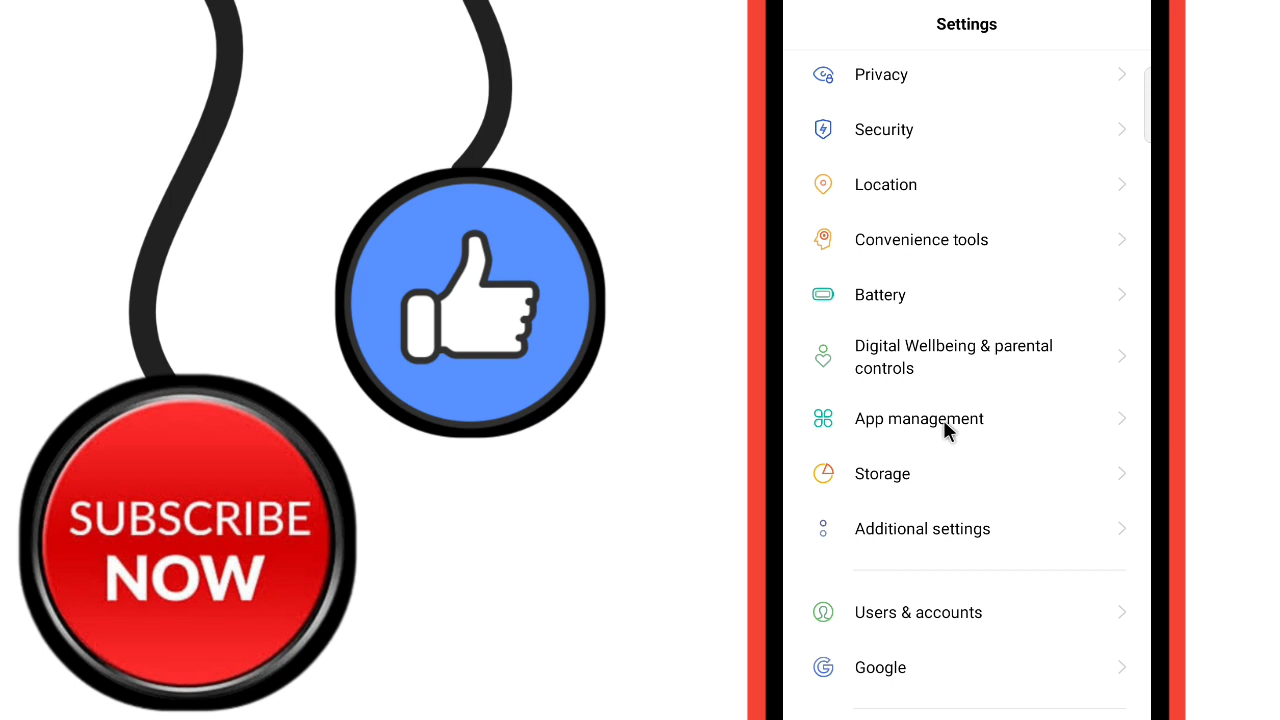 SUBSCRIBE
NOW
Settings
Privacy
Security
Location
Convenience tools
Battery
Digital Wellbeing & parental
controls
App management
Storage
Additional settings
Users & accounts
Google